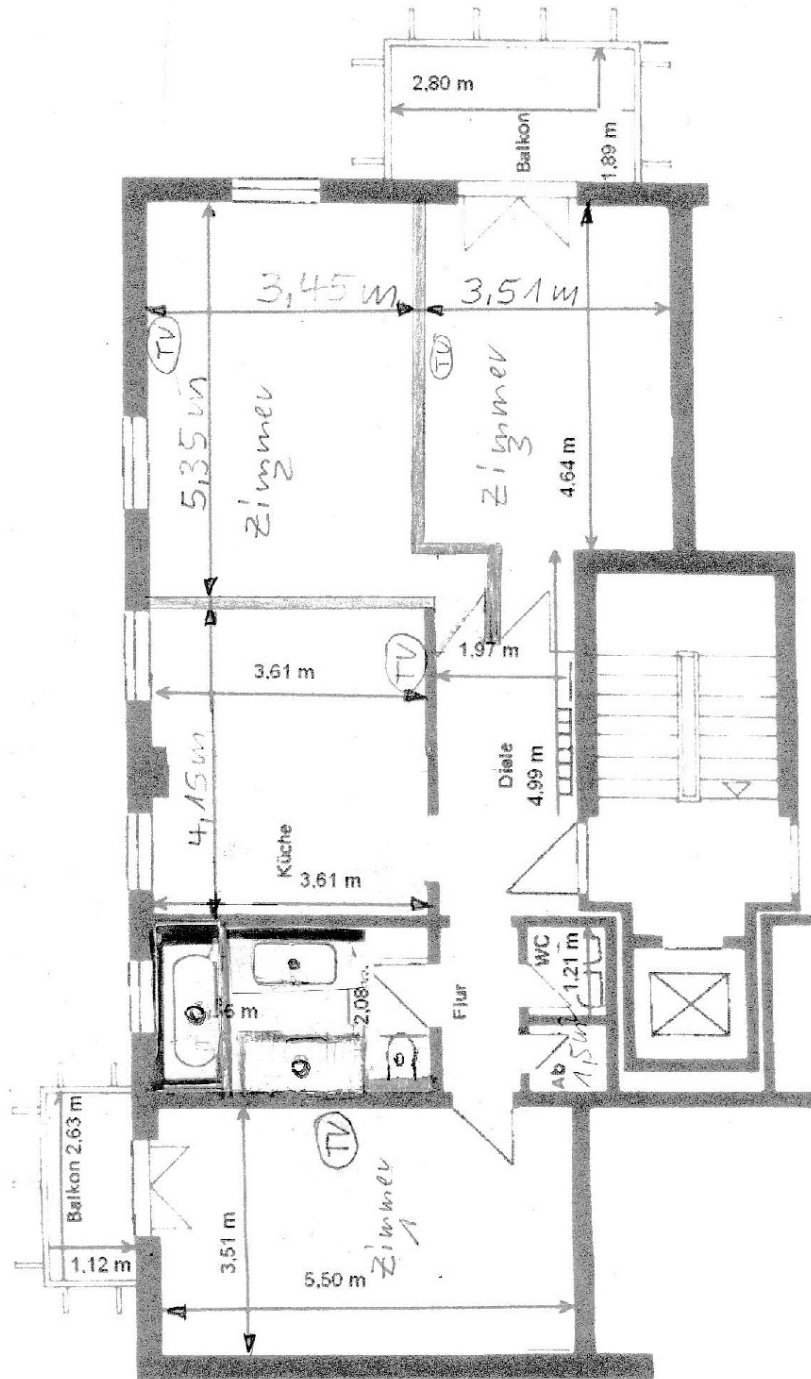 2,80 m
Balkon
1,89 m
3,45 m
3,51 m
TV
TV
5,35 m
Zimmer
2
Zimmer
3
4,64 m
3,61 m
TV
1,97 m
4,15 m
Diele
4,99 m
Küche
3,61 m
2,08
WC
1,21 m
Flur
Ab
Balkon 2,63 m
1,12 m
TV
3,51 m
Zimmer
1
5,50 m